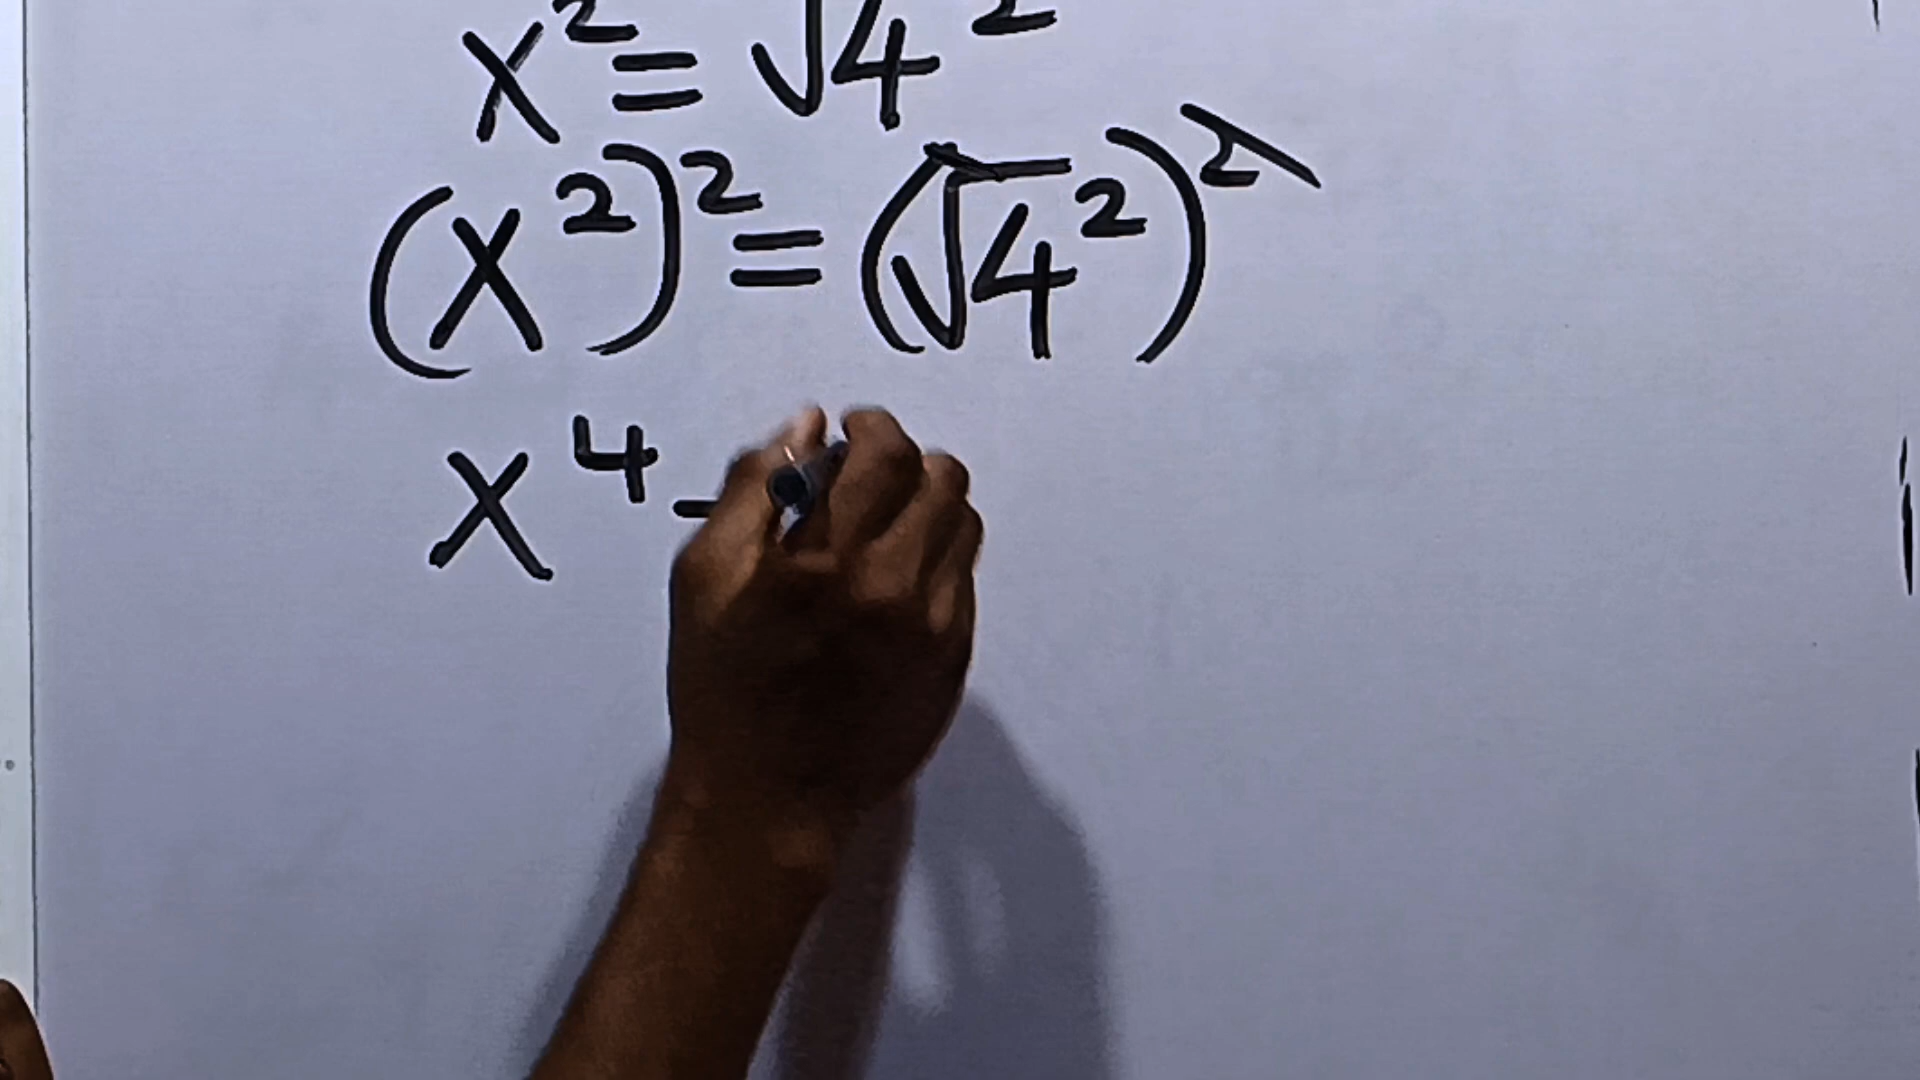 x² = √4²
(x²)² = (√4²)²
x⁴ -